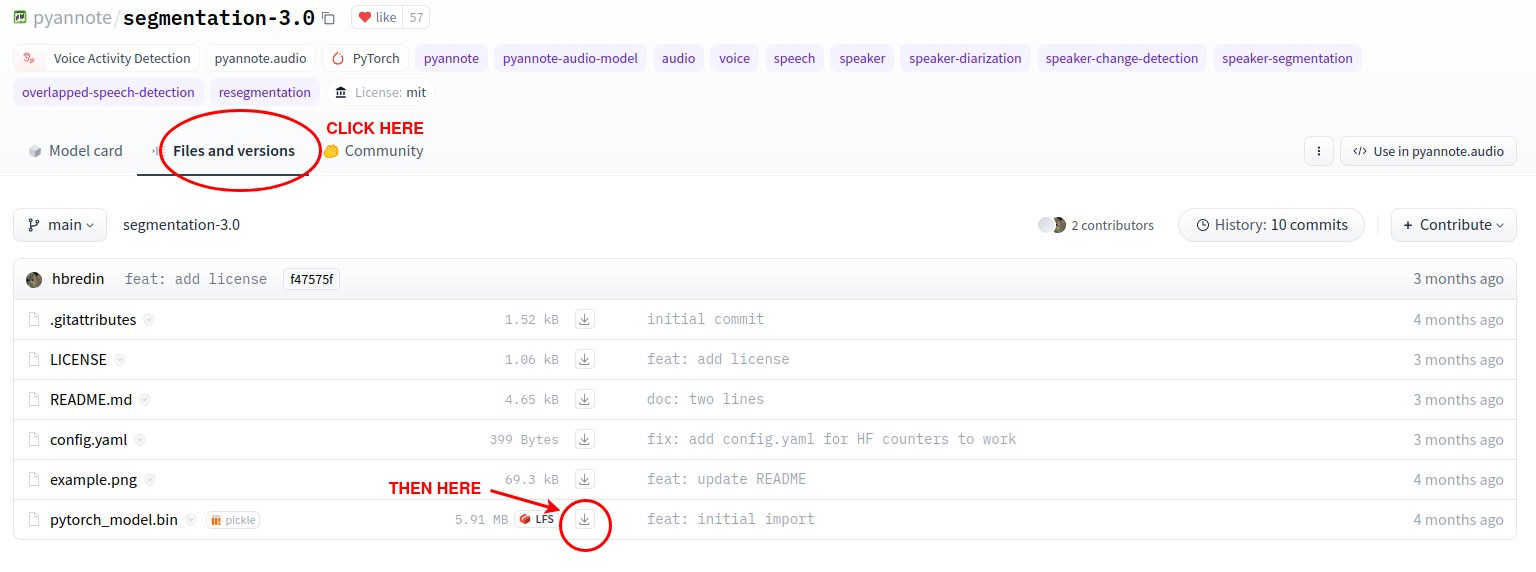 pyannote/segmentation-3.0 like 57
Voice Activity Detection pyannote.audio PyTorch pyannote pyannote-audio-model audio voice speech speaker speaker-diarization speaker-change-detection speaker-segmentation
overlapped-speech-detection resegmentation License: mit
CLICK HERE
Model card Files and versions Community Use in pyannote.audio
main segmentation-3.0 2 contributors History: 10 commits + Contribute
hbredin feat: add license f47575f 3 months ago
.gitattributes 1.52 kB initial commit 4 months ago
LICENSE 1.06 kB feat: add license 3 months ago
README.md 4.65 kB doc: two lines 3 months ago
config.yaml 399 Bytes fix: add config.yaml for HF counters to work 3 months ago
example.png 69.3 kB feat: update README 4 months ago
THEN HERE
pytorch_model.bin pickle 5.91 MB LFS feat: initial import 4 months ago